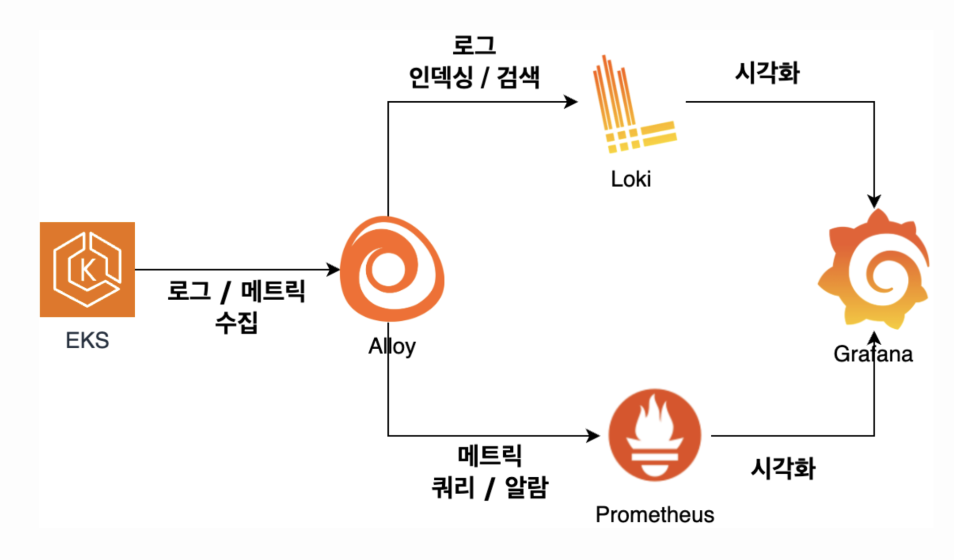 로그
인덱싱 / 검색
시각화
Loki
K
EKS
로그 / 메트릭
수집
Alloy
Grafana
메트릭
쿼리 / 알람
시각화
Prometheus